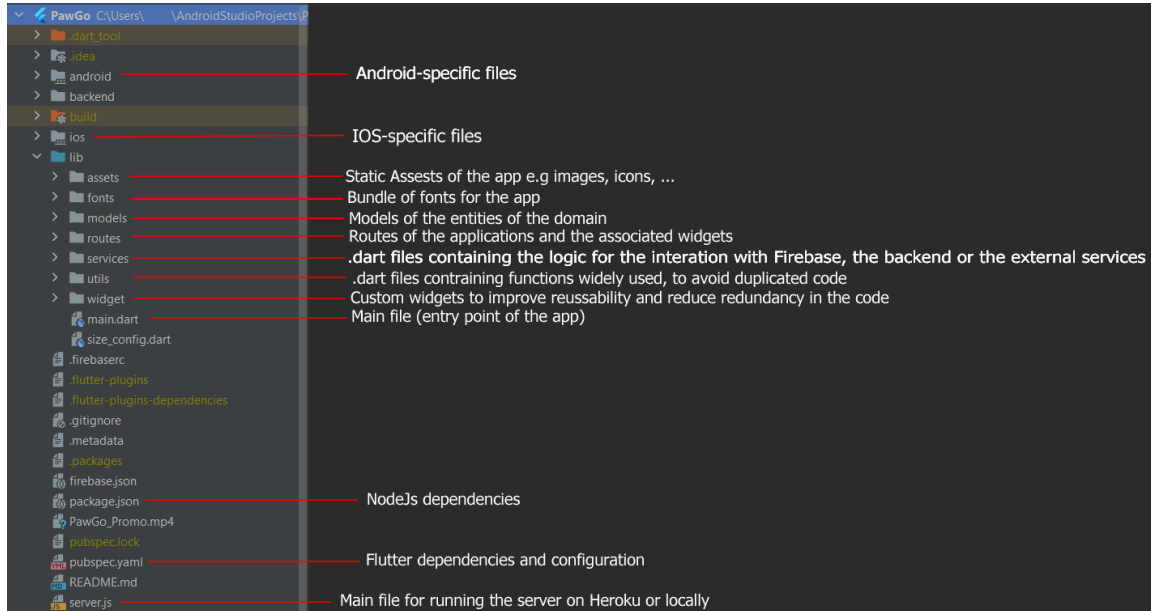 PawGo C:\Users\ \AndroidStudioProjects\P
.dart_tool
.idea
android Android-specific files
backend
build
ios IOS-specific files
lib
assets Static Assests of the app e.g images, icons, ...
fonts Bundle of fonts for the app
models Models of the entities of the domain
routes Routes of the applications and the associated widgets
services .dart files containing the logic for the interation with Firebase, the backend or the external services
utils .dart files contraining functions widely used, to avoid duplicated code
widget Custom widgets to improve reussability and reduce redundancy in the code
main.dart Main file (entry point of the app)
size_config.dart
.firebaserc
.flutter-plugins
.flutter-plugins-dependencies
.gitignore
.metadata
.packages
firebase.json
package.json NodeJs dependencies
PawGo_Promo.mp4
pubspec.lock
pubspec.yaml Flutter dependencies and configuration
README.md
server.js Main file for running the server on Heroku or locally